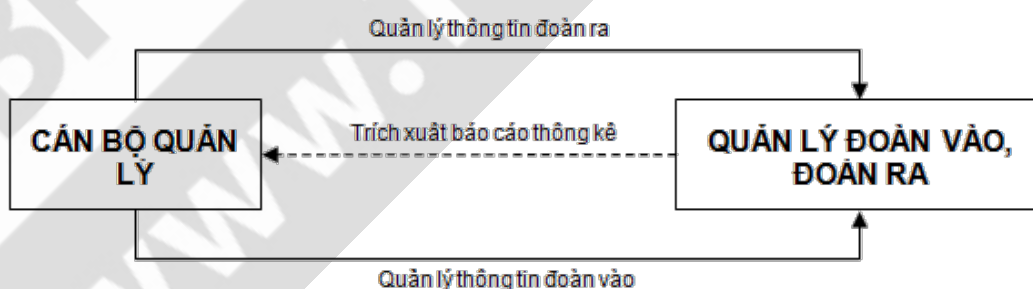 Quản lý thông tin đoàn ra
CÁN BỘ QUẢN
LÝ
Trích xuất báo cáo thông kê
QUẢN LÝ ĐOÀN VÀO,
ĐOÀN RA
Quản lý thông tin đoàn vào